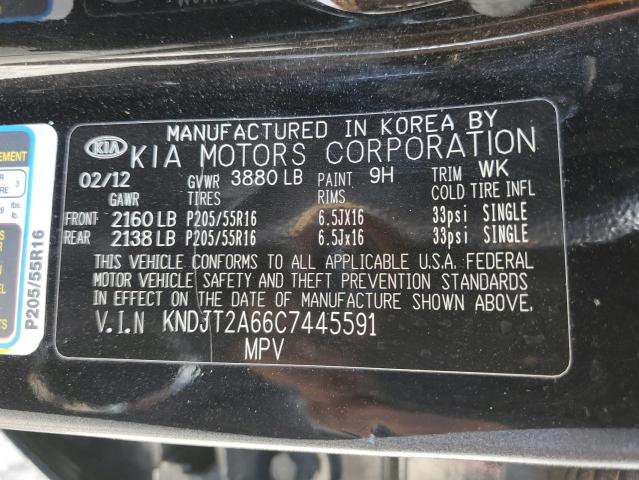 MANUFACTURED IN KOREA BY
KIA KIA MOTORS CORPORATION
02/12 GVWR 3880 LB PAINT 9H TRIM WK
GAWR TIRES RIMS COLD TIRE INFL
FRONT 2160 LB P205/55R16 6.5JX16 33psi SINGLE
REAR 2138 LB P205/55R16 6.5Jx16 33psi SINGLE
THIS VEHICLE CONFORMS TO ALL APPLICABLE U.S.A. FEDERAL
MOTOR VEHICLE SAFETY AND THEFT PREVENTION STANDARDS
IN EFFECT ON THE DATE OF MANUFACTURE SHOWN ABOVE.
V.I.N KNDJT2A66C7445591
MPV
3
lbs.
P205/55R16